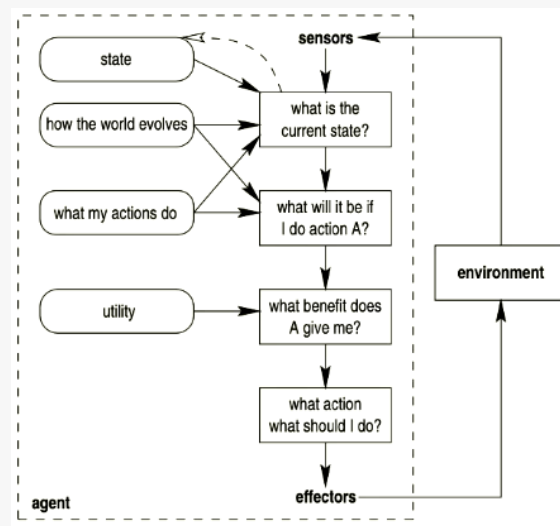 sensors
state
what is the
current state?
how the world evolves
what my actions do
what will it be if
I do action A?
environment
utility
what benefit does
A give me?
what action
what should I do?
agent
effectors